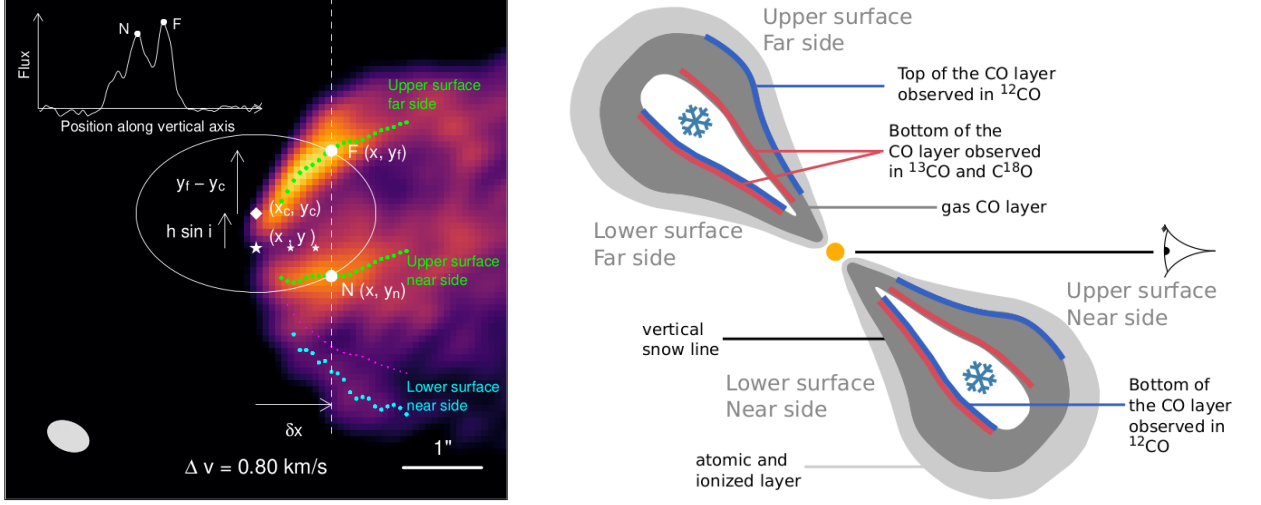 N
F
Flux
Position along vertical axis
Upper surface
far side
F (x, y_f)
y_f – y_c
(x_c, y_c)
h sin i
(x , y )
Upper surface
near side
N (x, y_n)
Lower surface
near side
δx
1"
Δ v = 0.80 km/s
Upper surface
Far side
Top of the CO layer
observed in ¹²CO
Bottom of the
CO layer observed
in ¹³CO and C¹⁸O
gas CO layer
Lower surface
Far side
Upper surface
Near side
vertical
snow line
Lower surface
Near side
Bottom of
the CO layer
observed in
¹²CO
atomic and
ionized layer